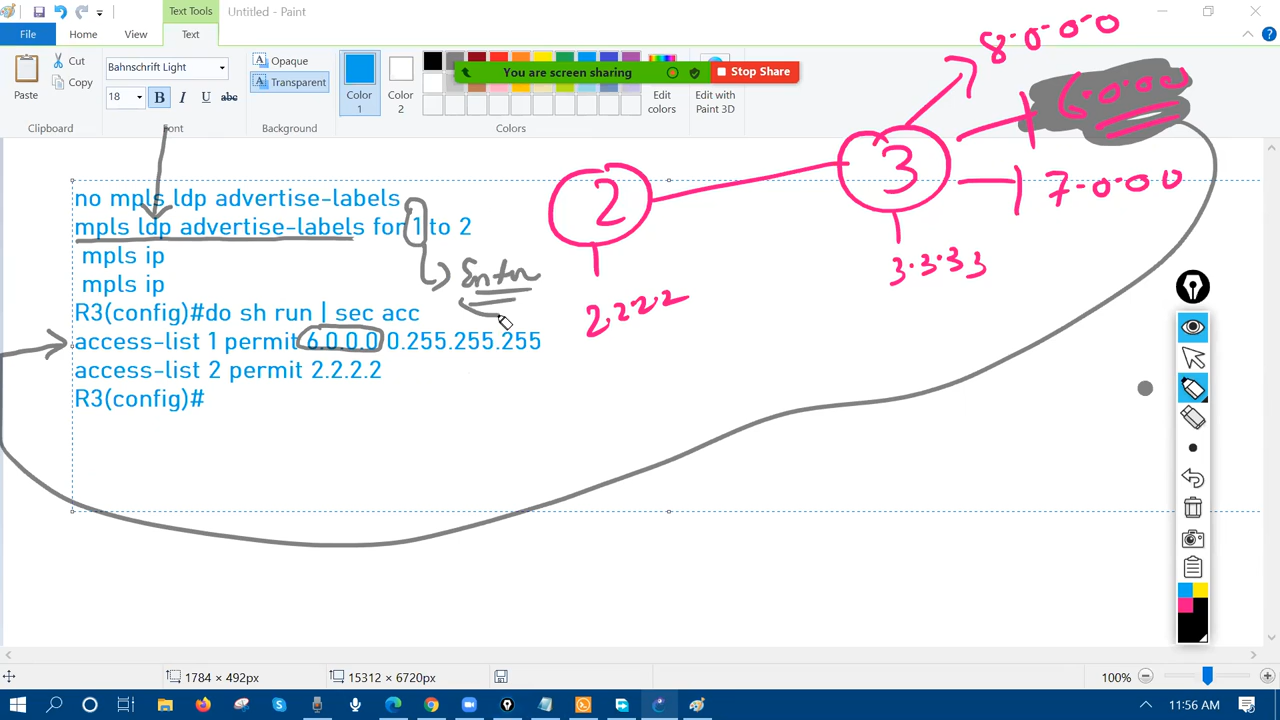 Text Tools
Untitled - Paint
File
Home
View
Text
Paste
Cut
Copy
Clipboard
Bahnschrift Light
18
B
I
U
abc
Font
Opaque
Transparent
Background
Color 1
Color 2
Edit colors
Edit with Paint 3D
Colors
You are screen sharing
Stop Share
8.0.0.0
6.0.0.0
7.0.0.0
2
3
2.2.2.2
3.3.3.3
no mpls ldp advertise-labels
mpls ldp advertise-labels for 1 to 2
mpls ip
mpls ip
Enter
R3(config)#do sh run | sec acc
access-list 1 permit 6.0.0.0 0.255.255.255
access-list 2 permit 2.2.2.2
R3(config)#
1784 × 492px
15312 × 6720px
100%
11:56 AM